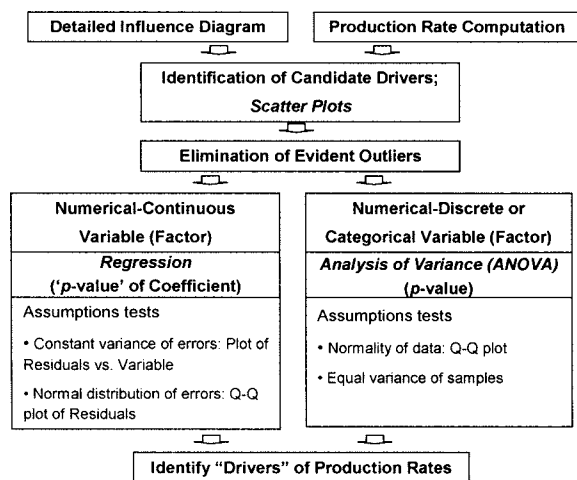 Detailed Influence Diagram
Production Rate Computation
Identification of Candidate Drivers;
Scatter Plots
Elimination of Evident Outliers
Numerical-Continuous
Variable (Factor)
Regression
(‘p-value’ of Coefficient)
Assumptions tests
• Constant variance of errors: Plot of
Residuals vs. Variable
• Normal distribution of errors: Q-Q
plot of Residuals
Numerical-Discrete or
Categorical Variable (Factor)
Analysis of Variance (ANOVA)
(p-value)
Assumptions tests
• Normality of data: Q-Q plot
• Equal variance of samples
Identify “Drivers” of Production Rates